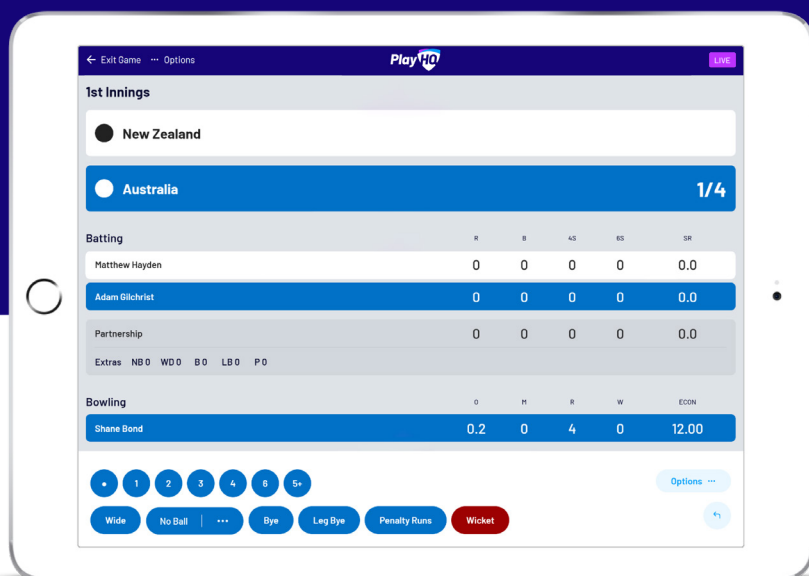 ← Exit Game ··· Options PlayHQ LIVE
1st Innings
New Zealand
Australia 1/4
Batting R B 4S 6S SR
Matthew Hayden 0 0 0 0 0.0
Adam Gilchrist 0 0 0 0 0.0
Partnership 0 0 0 0 0.0
Extras NB 0 WD 0 B 0 LB 0 P 0
Bowling O M R W ECON
Shane Bond 0.2 0 4 0 12.00
• 1 2 3 4 6 5+ Options ···
Wide No Ball | ··· Bye Leg Bye Penalty Runs Wicket